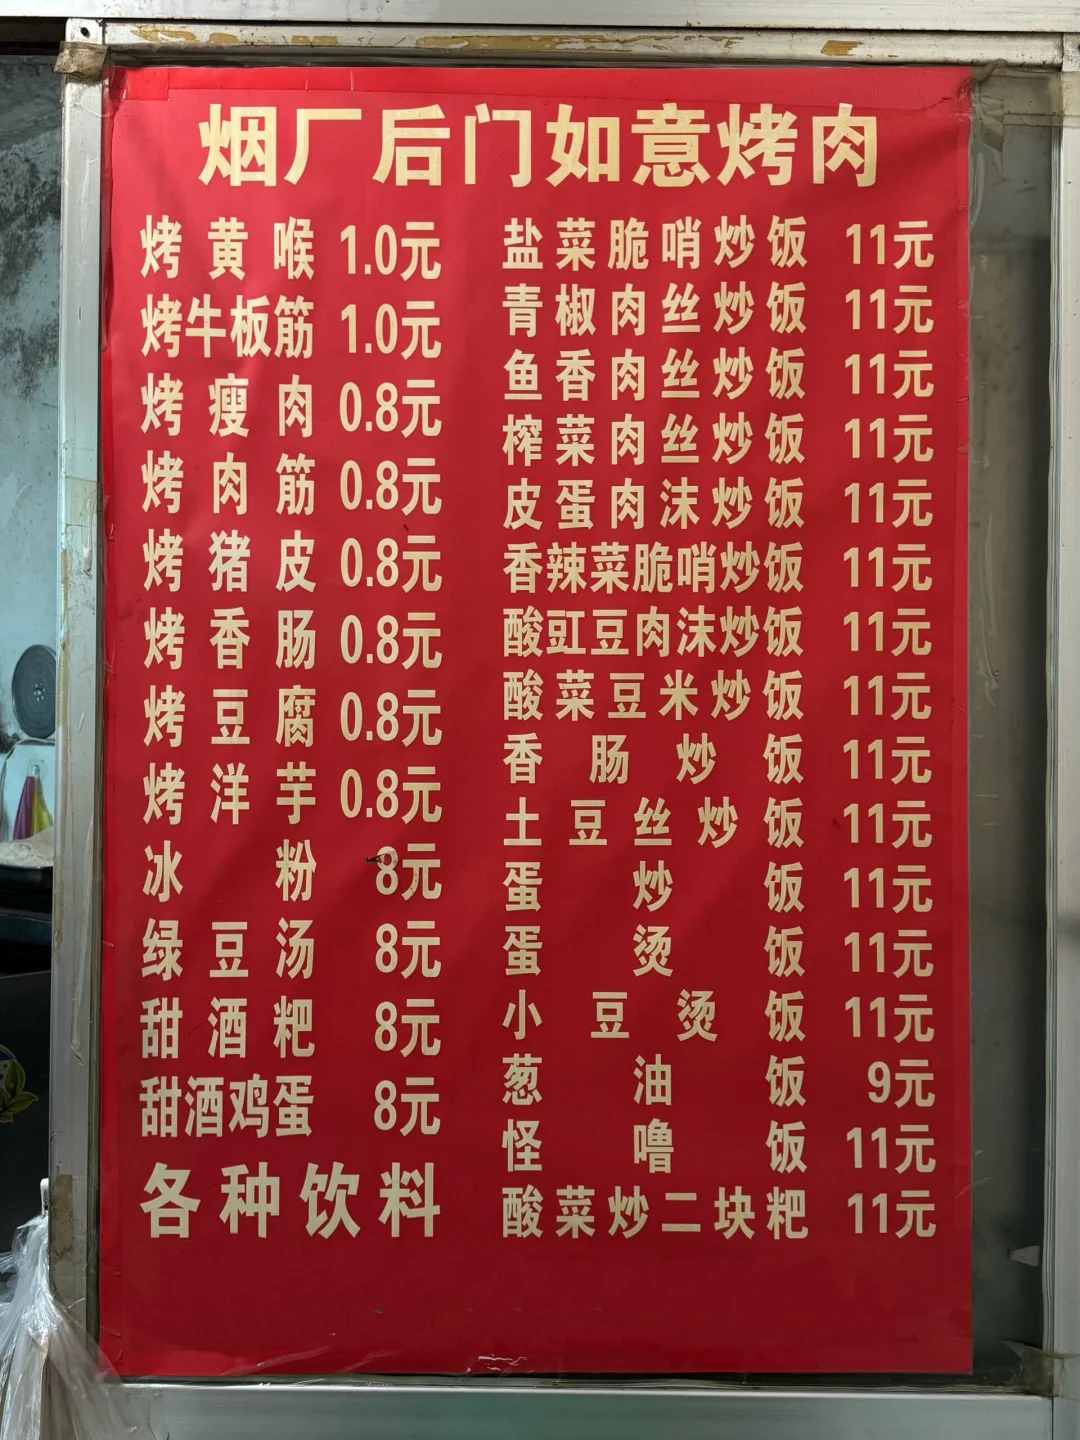 烟厂后门如意烤肉
烤黄喉 1.0元
烤牛板筋 1.0元
烤瘦肉 0.8元
烤肉筋 0.8元
烤猪皮 0.8元
烤香肠 0.8元
烤豆腐 0.8元
烤洋芋 0.8元
冰粉 8元
绿豆汤 8元
甜酒粑 8元
甜酒鸡蛋 8元
各种饮料
盐菜脆哨炒饭 11元
青椒肉丝炒饭 11元
鱼香肉丝炒饭 11元
榨菜肉丝炒饭 11元
皮蛋肉沫炒饭 11元
香辣菜脆哨炒饭 11元
酸豇豆肉沫炒饭 11元
酸菜豆米炒饭 11元
香肠炒饭 11元
土豆丝炒饭 11元
蛋炒饭 11元
蛋烫饭 11元
小豆烫饭 11元
葱油饭 9元
怪噜饭 11元
酸菜炒二块粑 11元